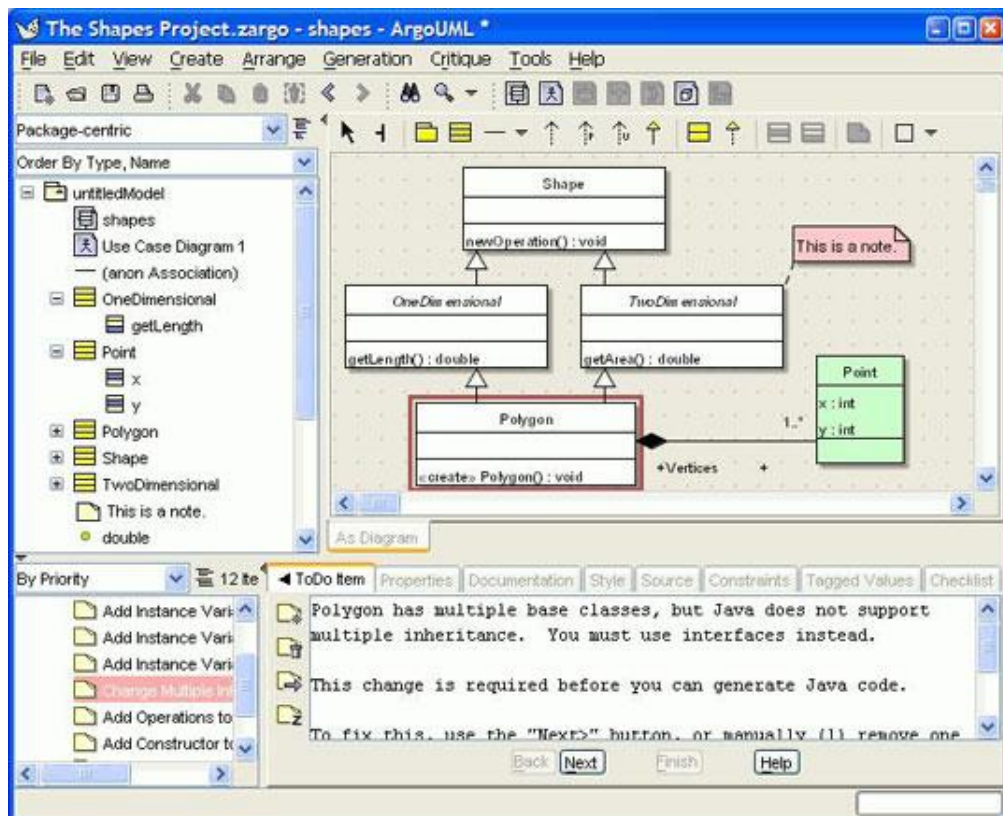 The Shapes Project.zargo - shapes - ArgoUML *
File Edit View Create Arrange Generation Critique Tools Help
Package-centric
Order By Type, Name
untitledModel
shapes
Use Case Diagram 1
(anon Association)
OneDimensional
getLength
Point
x
y
Polygon
Shape
TwoDimensional
This is a note.
double
Shape
newOperation() : void
This is a note.
OneDimensional
getLength() : double
TwoDimensional
getArea() : double
Point
x : int
y : int
Polygon
«create» Polygon() : void
1..*
+Vertices +
As Diagram
By Priority
12 Ite
Add Instance Vari
Add Instance Vari
Add Instance Vari
Change Multiple Inh
Add Operations to
Add Constructor to
ToDo Item Properties Documentation Style Source Constraints Tagged Values Checklist
Polygon has multiple base classes, but Java does not support
multiple inheritance. You must use interfaces instead.
This change is required before you can generate Java code.
To fix this, use the "Next>" button, or manually (1) remove one
Back Next Finish Help